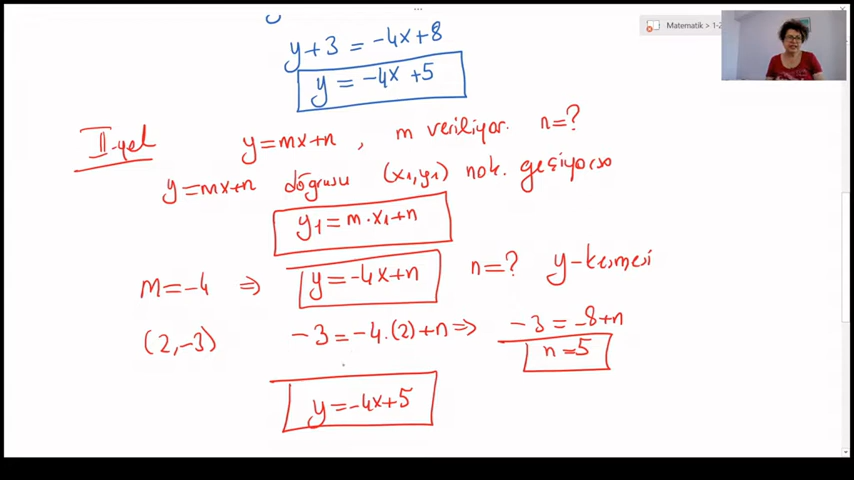 Matematik > 1-2
y+3 = -4x+8
y = -4x+5
II.yol y=mx+n, m veriliyor. n=?
y=mx+n doğrusu (x1,y1) nok. geçiyorsa
y1 = m.x1+n
m=-4 ⇒ y=-4x+n n=? y-kesmesi
(2,-3) -3=-4.(2)+n ⇒ -3=-8+n
n=5
y=-4x+5